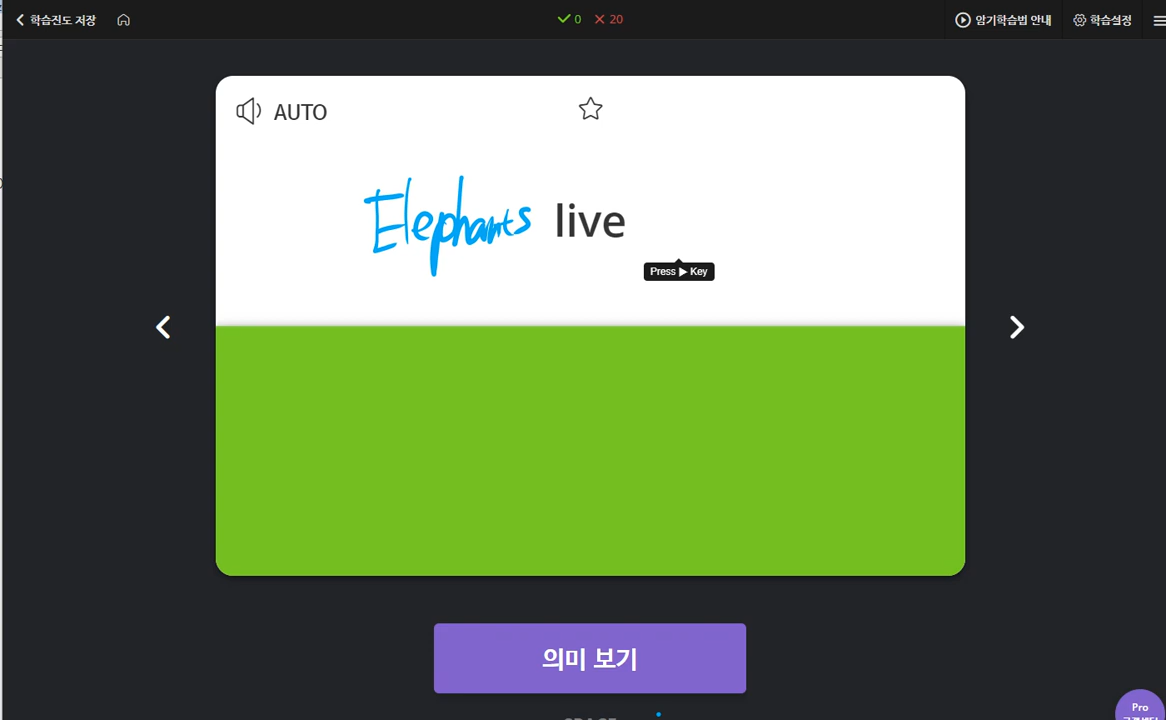 학습진도 저장 0 20 암기학습법 안내 학습설정
AUTO
Elephants live
Press ▶ Key
의미 보기
Pro